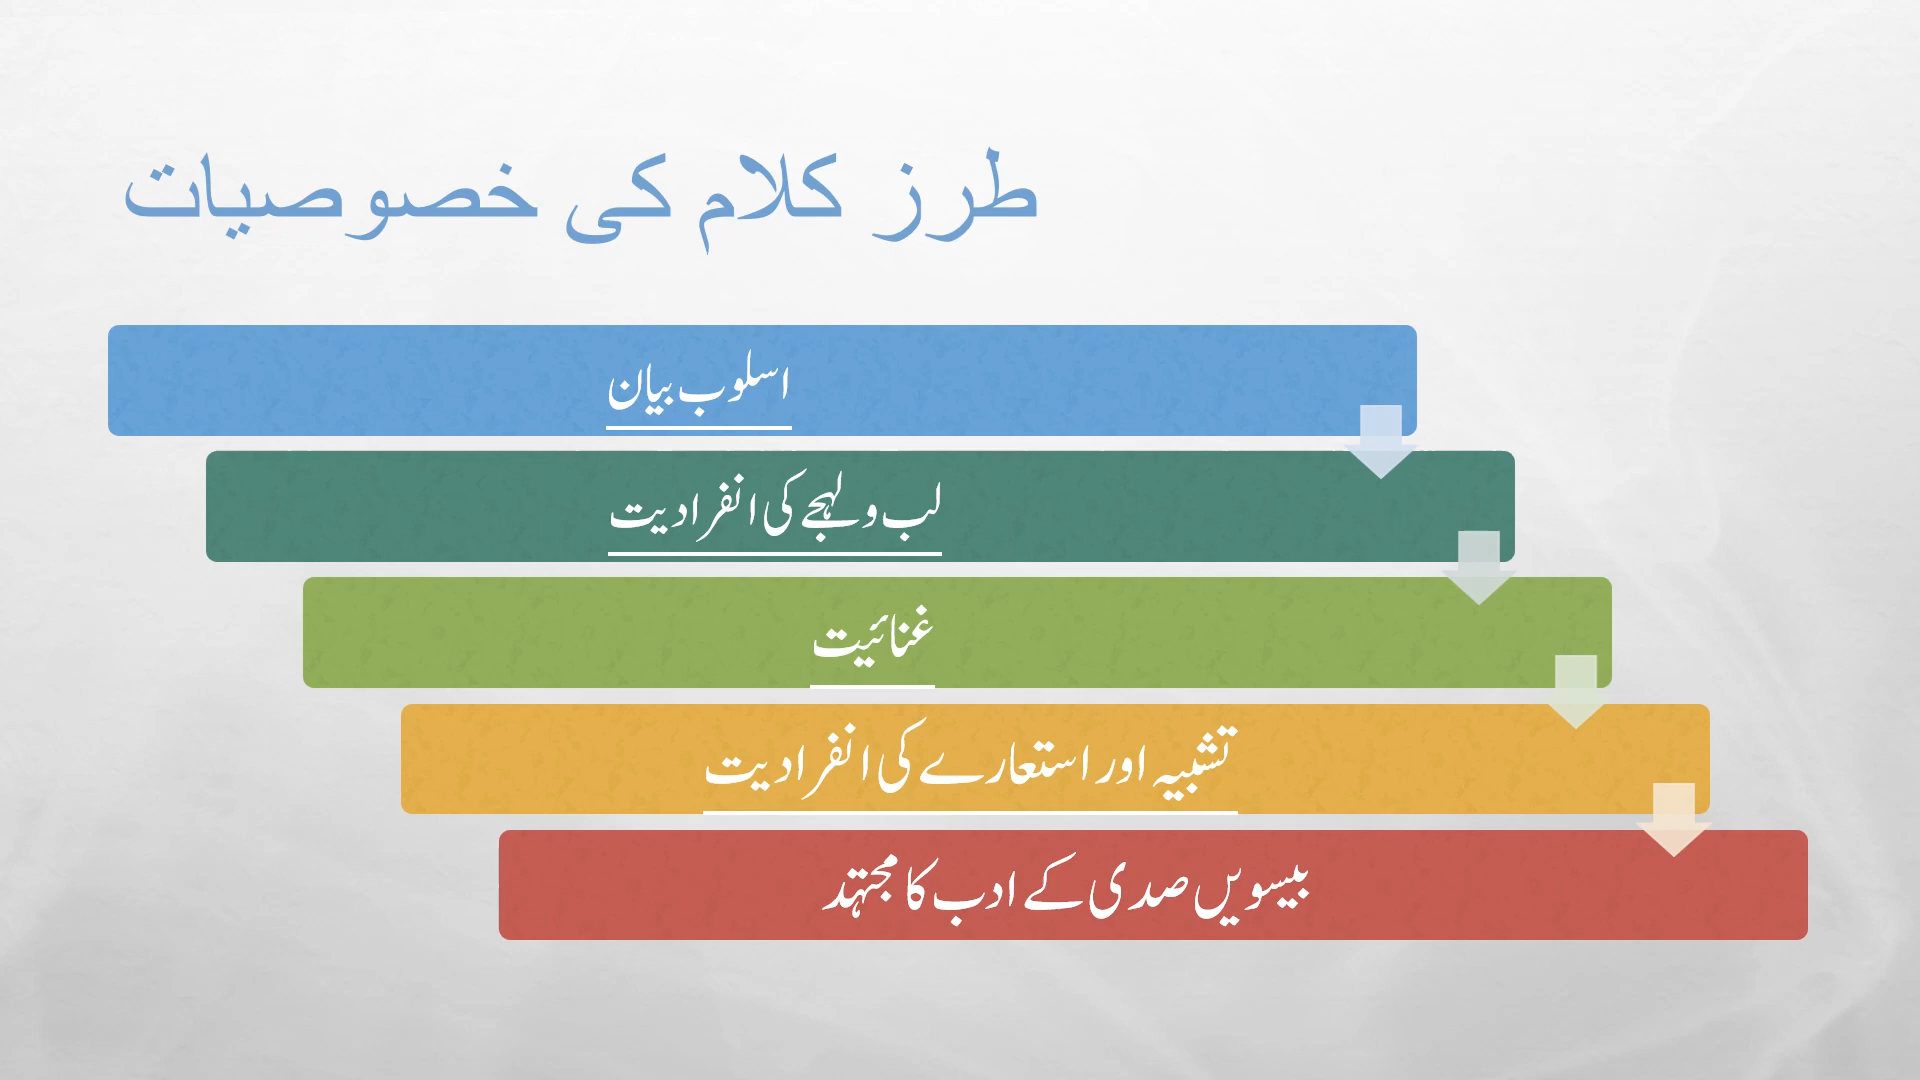 طرز کلام کی خصوصیات
اسلوب بیان
لب و لہجے کی انفرادیت
غنائیت
تشبیہ اور استعارے کی انفرادیت
بیسویں صدی کے ادب کا مجتہد